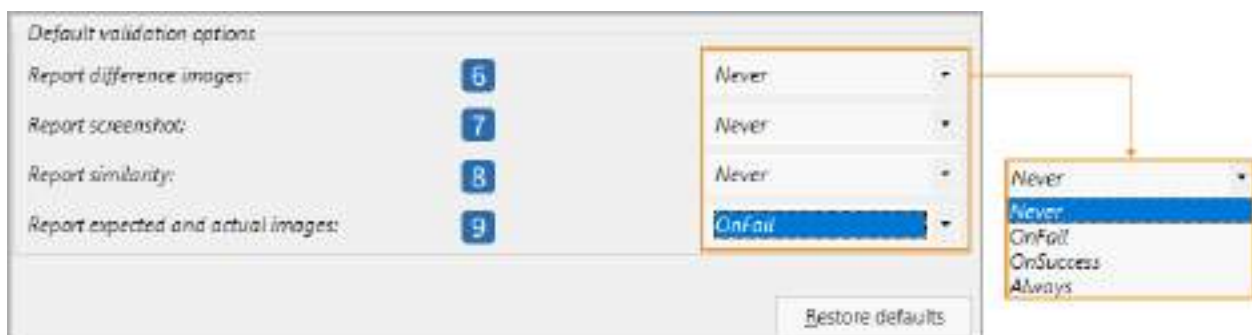 Default validation options
Report difference images: 6 Never
Report screenshot: 7 Never
Report similarity: 8 Never
Report expected and actual images: 9 OnFail
Restore defaults
Never
Never
OnFail
OnSuccess
Always